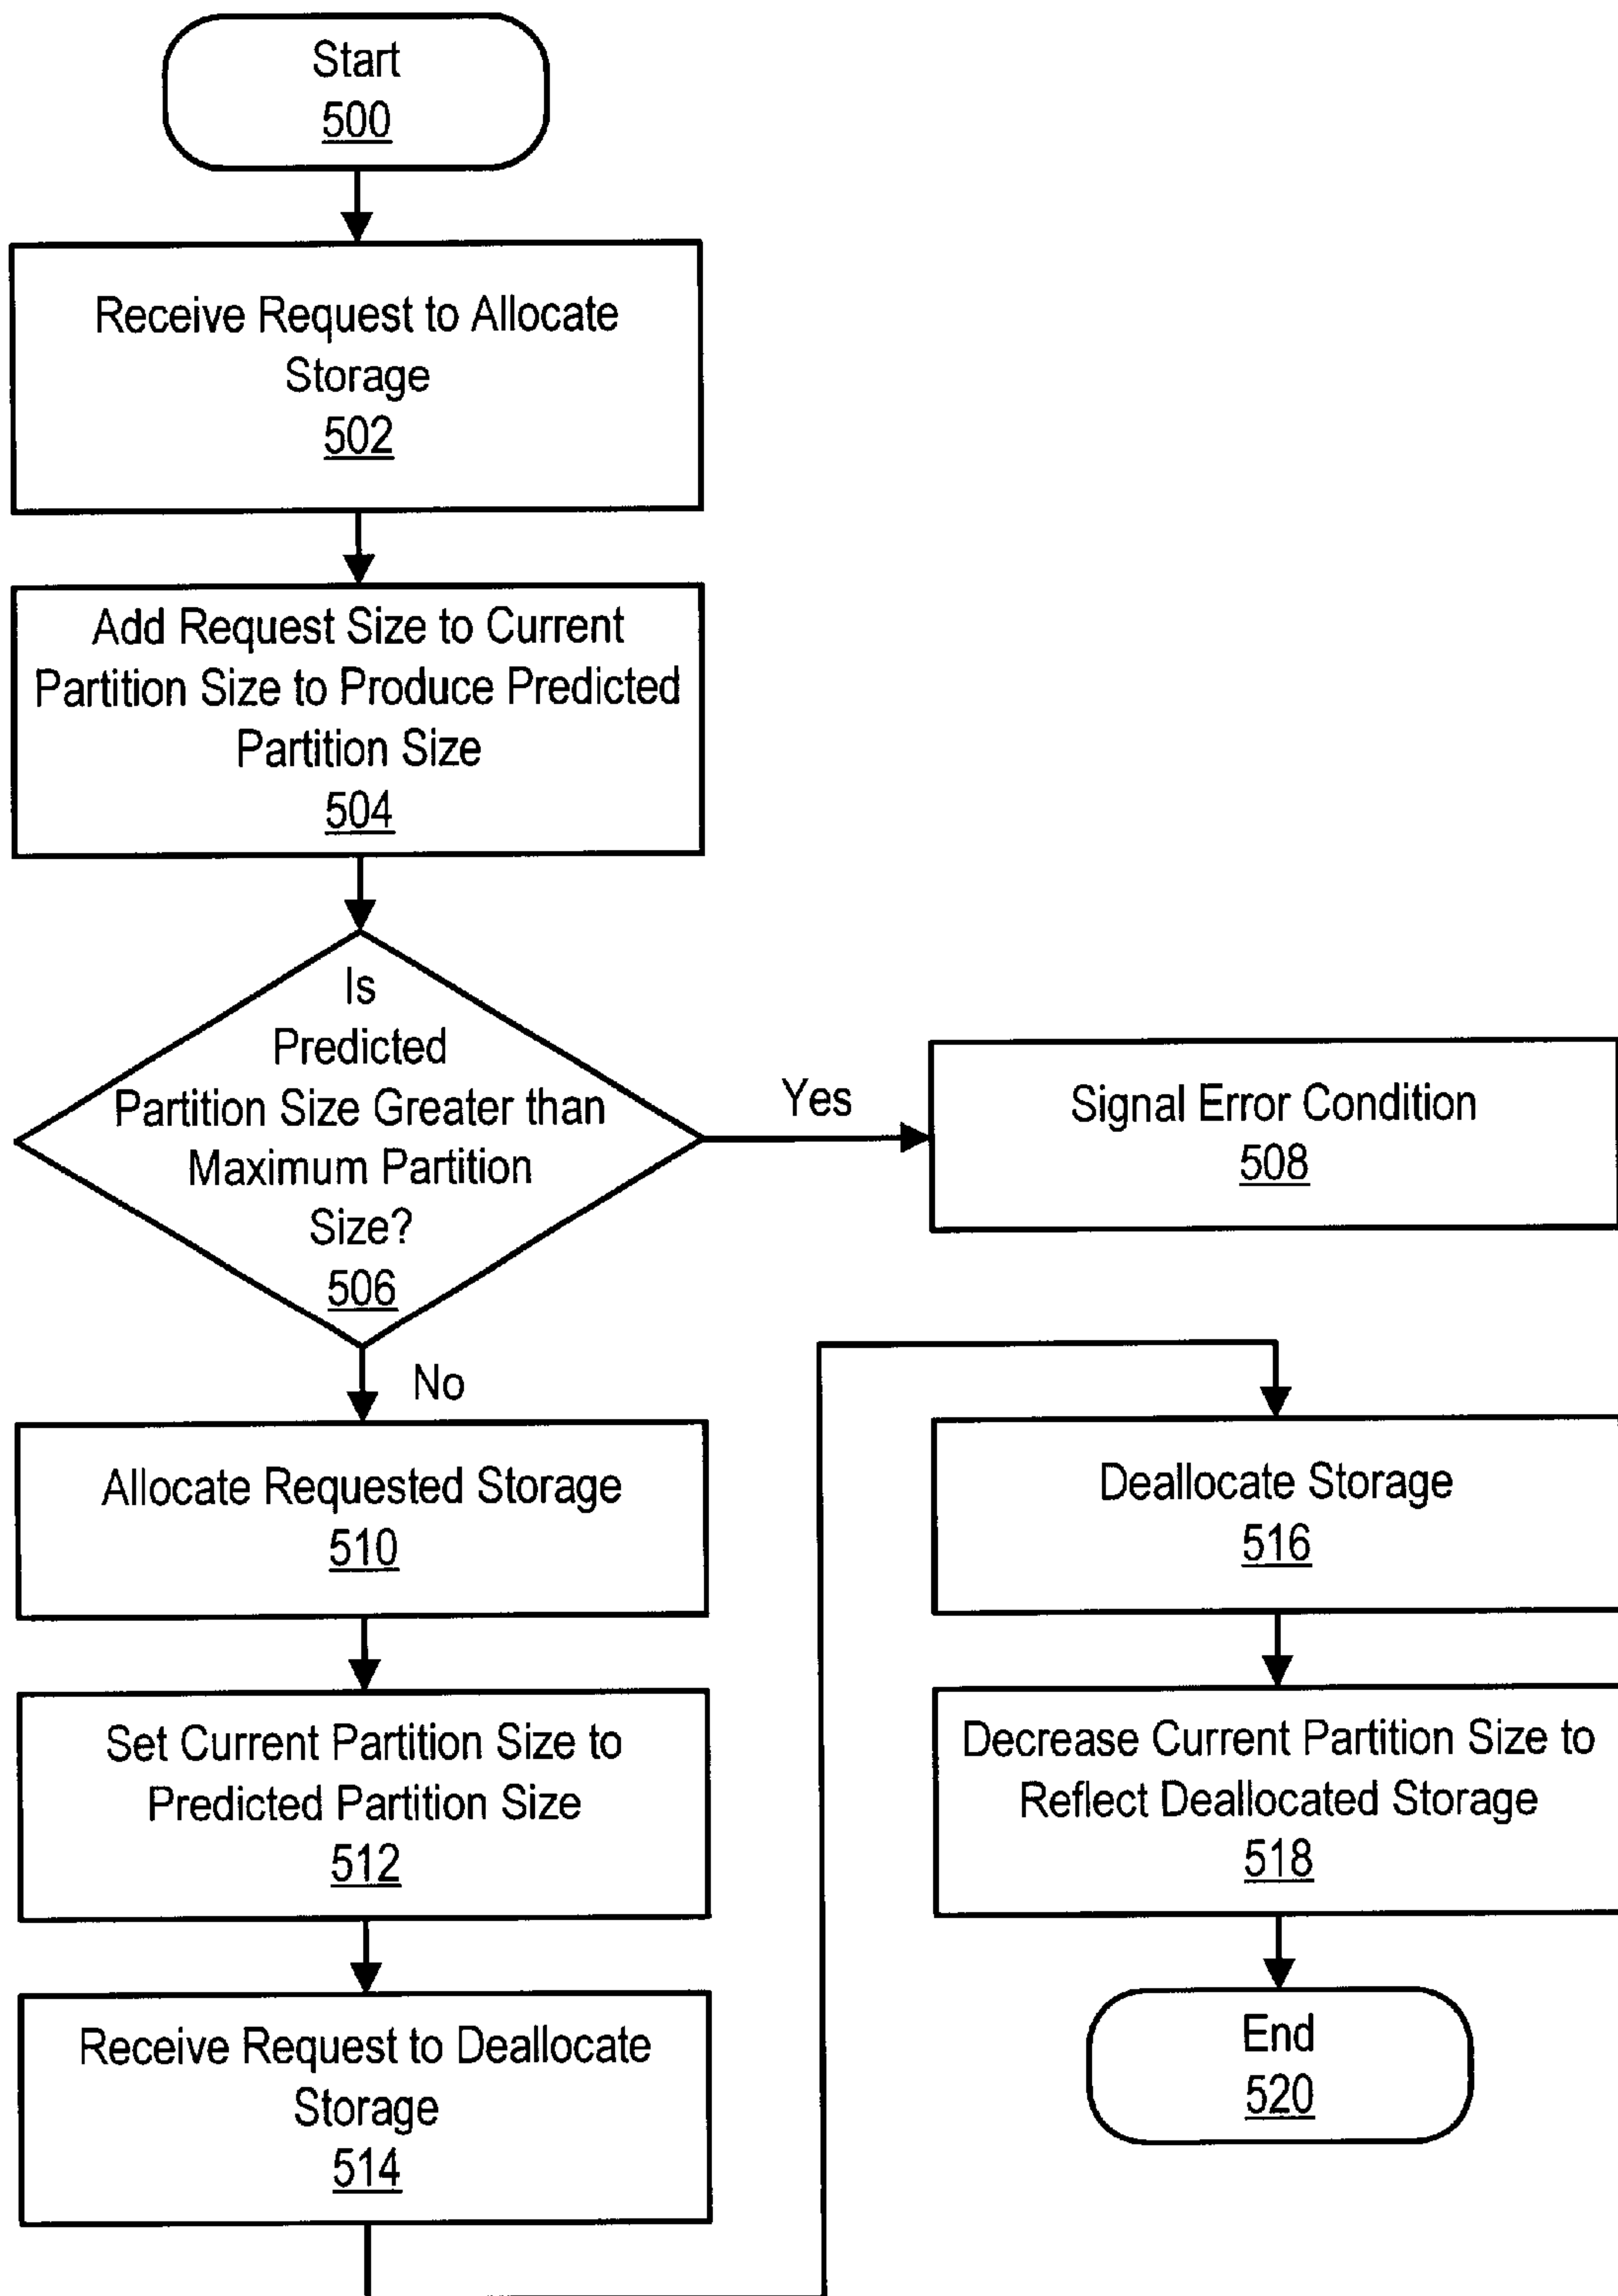 Start
500
Receive Request to Allocate
Storage
502
Add Request Size to Current
Partition Size to Produce Predicted
Partition Size
504
Is
Predicted
Partition Size Greater than
Maximum Partition
Size?
506
Yes
Signal Error Condition
508
No
Allocate Requested Storage
510
Set Current Partition Size to
Predicted Partition Size
512
Receive Request to Deallocate
Storage
514
Deallocate Storage
516
Decrease Current Partition Size to
Reflect Deallocated Storage
518
End
520